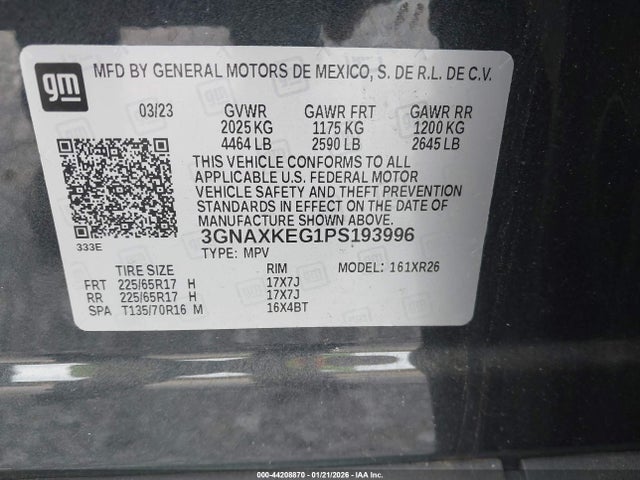 gm
MFD BY GENERAL MOTORS DE MEXICO, S. DE R.L. DE C.V.
03/23 GVWR GAWR FRT GAWR RR
2025 KG 1175 KG 1200 KG
4464 LB 2590 LB 2645 LB
THIS VEHICLE CONFORMS TO ALL
APPLICABLE U.S. FEDERAL MOTOR
VEHICLE SAFETY AND THEFT PREVENTION
STANDARDS IN EFFECT ON THE DATE OF
MANUFACTURE SHOWN ABOVE.
333E 3GNAXKEG1PS193996
TYPE: MPV
TIRE SIZE RIM MODEL: 161XR26
FRT 225/65R17 H 17X7J
RR 225/65R17 H 17X7J
SPA T135/70R16 M 16X4BT
000-44208870 | 01/21/2026 | IAA Inc.